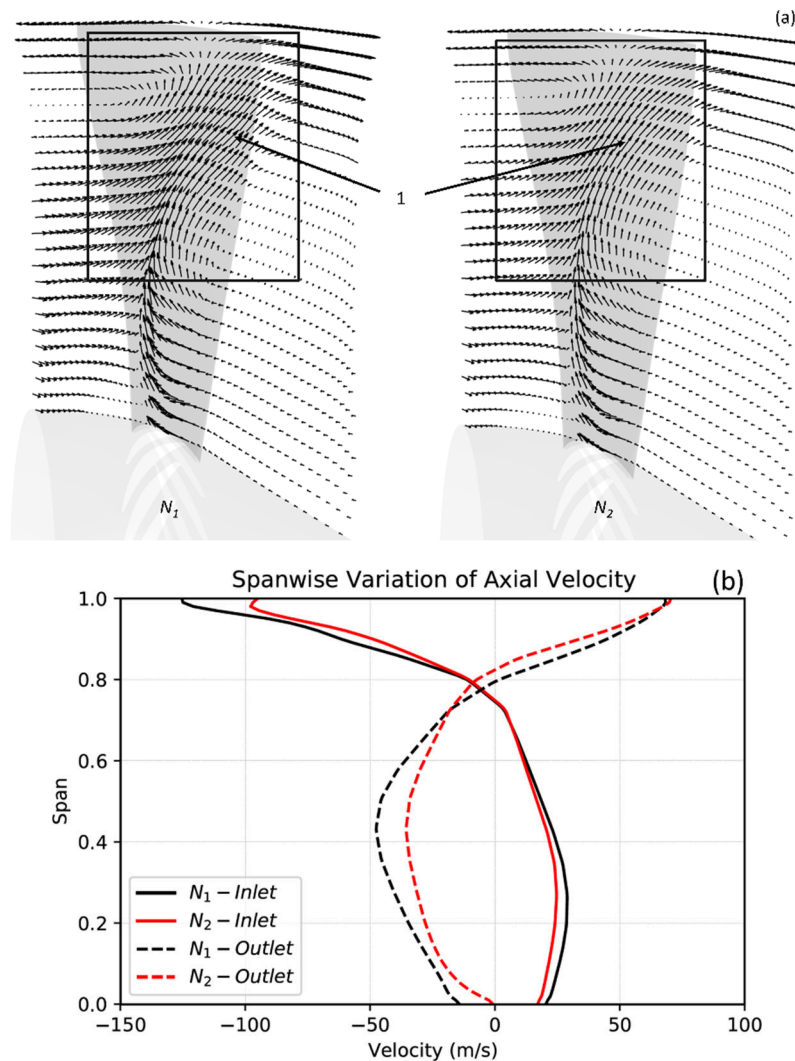 (a)
1
N₁
N₂
Spanwise Variation of Axial Velocity
(b)
1.0
0.8
0.6
0.4
0.2
0.0
Span
N₁ − Inlet
N₂ − Inlet
N₁ − Outlet
N₂ − Outlet
−150
−100
−50
0
50
100
Velocity (m/s)